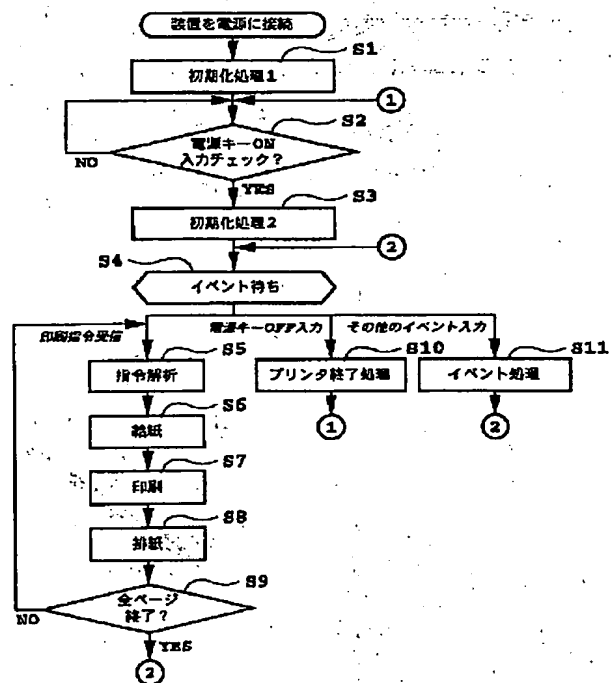 装置を電源に接続
S1
初期化処理1
1
S2
電源キーON
入力チェック?
NO
YES
S3
初期化処理2
2
S4
イベント待ち
印刷指令受信
電源キーOFF入力
その他のイベント入力
S5
S10
S11
指令解析
プリンタ終了処理
イベント処理
S6
1
2
給紙
S7
印刷
S8
排紙
S9
全ページ
終了?
NO
YES
2